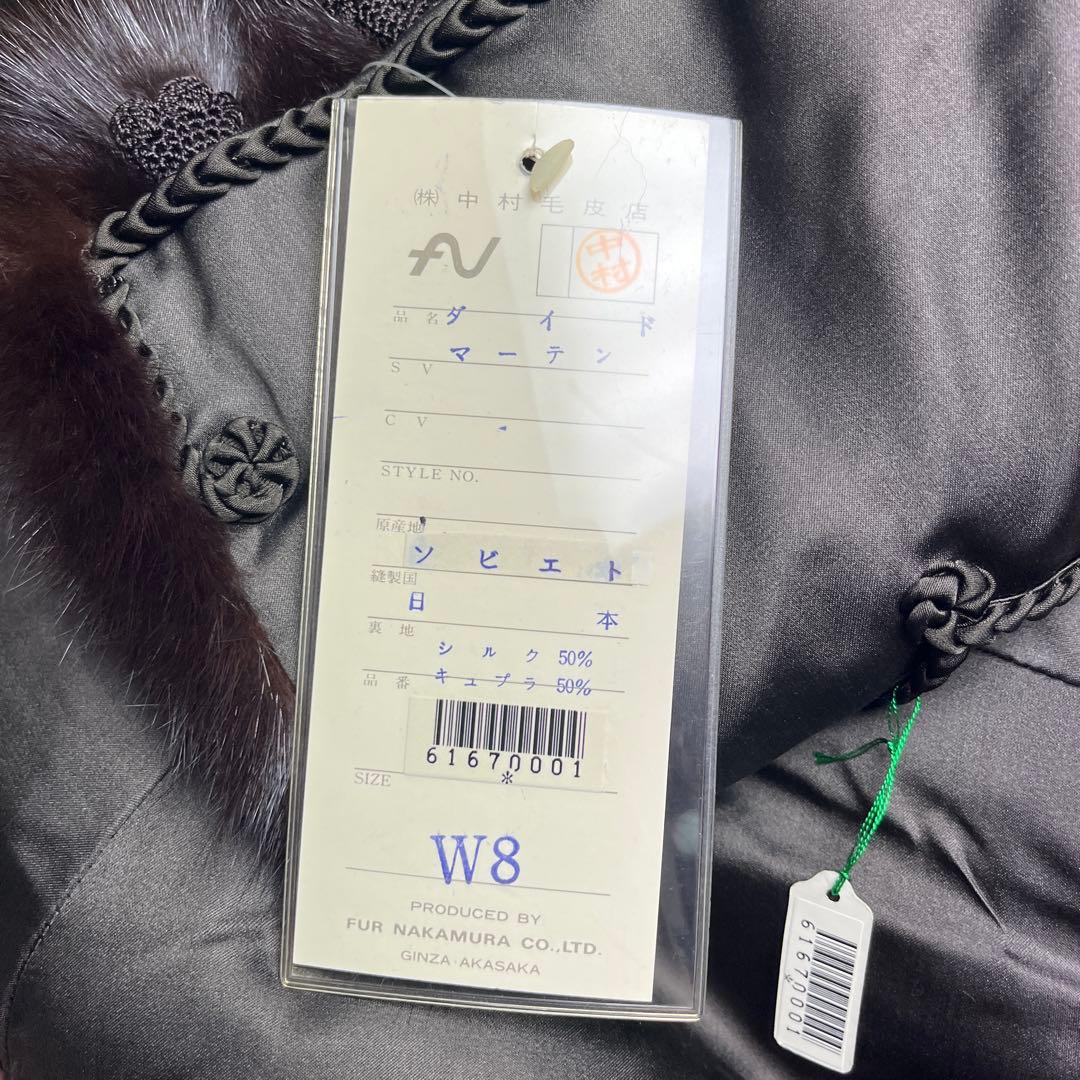 ㈱ 中村毛皮店
fN
中村
品名 ダイド
マーテン
SV
CV
STYLE NO.
原産地
ソビエト
縫製国
日本
裏地
シルク 50%
品番 キュプラ 50%
61670001
*
SIZE
W8
PRODUCED BY
FUR NAKAMURA CO.,LTD.
GINZA AKASAKA
61670001
*